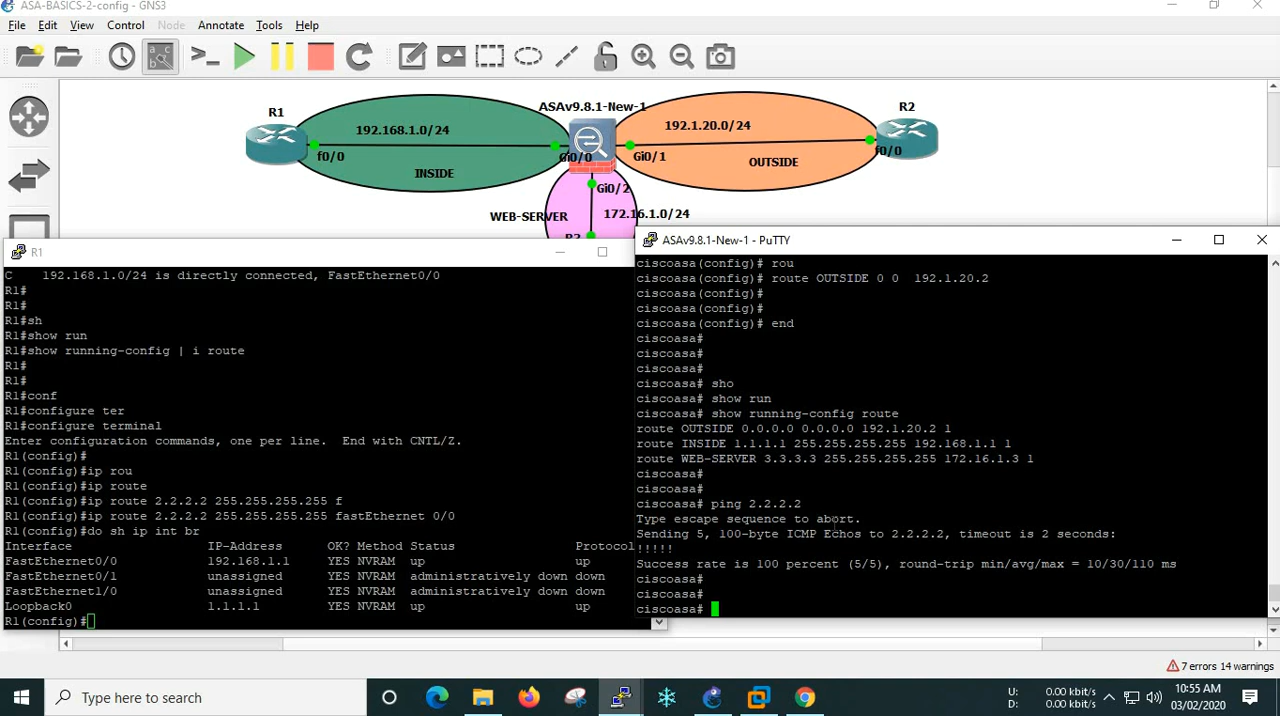 ASA-BASICS-2-config - GNS3
File Edit View Control Node Annotate Tools Help
R1
ASAv9.8.1-New-1
R2
192.168.1.0/24
192.1.20.0/24
f0/0
Gi0/0
Gi0/1
f0/0
INSIDE
OUTSIDE
Gi0/2
WEB-SERVER
172.16.1.0/24
R1
C    192.168.1.0/24 is directly connected, FastEthernet0/0
R1#
R1#
R1#sh
R1#show run
R1#show running-config | i route
R1#
R1#
R1#conf
R1#configure ter
R1#configure terminal
Enter configuration commands, one per line.  End with CNTL/Z.
R1(config)#
R1(config)#ip rou
R1(config)#ip route
R1(config)#ip route 2.2.2.2 255.255.255.255 f
R1(config)#ip route 2.2.2.2 255.255.255.255 fastEthernet 0/0
R1(config)#do sh ip int br
Interface IP-Address OK? Method Status Protocol
FastEthernet0/0 192.168.1.1 YES NVRAM up up
FastEthernet0/1 unassigned YES NVRAM administratively down down
FastEthernet1/0 unassigned YES NVRAM administratively down down
Loopback0 1.1.1.1 YES NVRAM up up
R1(config)#
ASAv9.8.1-New-1 - PuTTY
ciscoasa(config)# rou
ciscoasa(config)# route OUTSIDE 0 0  192.1.20.2
ciscoasa(config)#
ciscoasa(config)#
ciscoasa(config)# end
ciscoasa#
ciscoasa#
ciscoasa#
ciscoasa# sho
ciscoasa# show run
ciscoasa# show running-config route
route OUTSIDE 0.0.0.0 0.0.0.0 192.1.20.2 1
route INSIDE 1.1.1.1 255.255.255.255 192.168.1.1 1
route WEB-SERVER 3.3.3.3 255.255.255.255 172.16.1.3 1
ciscoasa#
ciscoasa#
ciscoasa# ping 2.2.2.2
Type escape sequence to abort.
Sending 5, 100-byte ICMP Echos to 2.2.2.2, timeout is 2 seconds:
!!!!!
Success rate is 100 percent (5/5), round-trip min/avg/max = 10/30/110 ms
ciscoasa#
ciscoasa#
ciscoasa#
7 errors 14 warnings
Type here to search
U: 0.00 kbit/s
D: 0.00 kbit/s
10:55 AM
03/02/2020